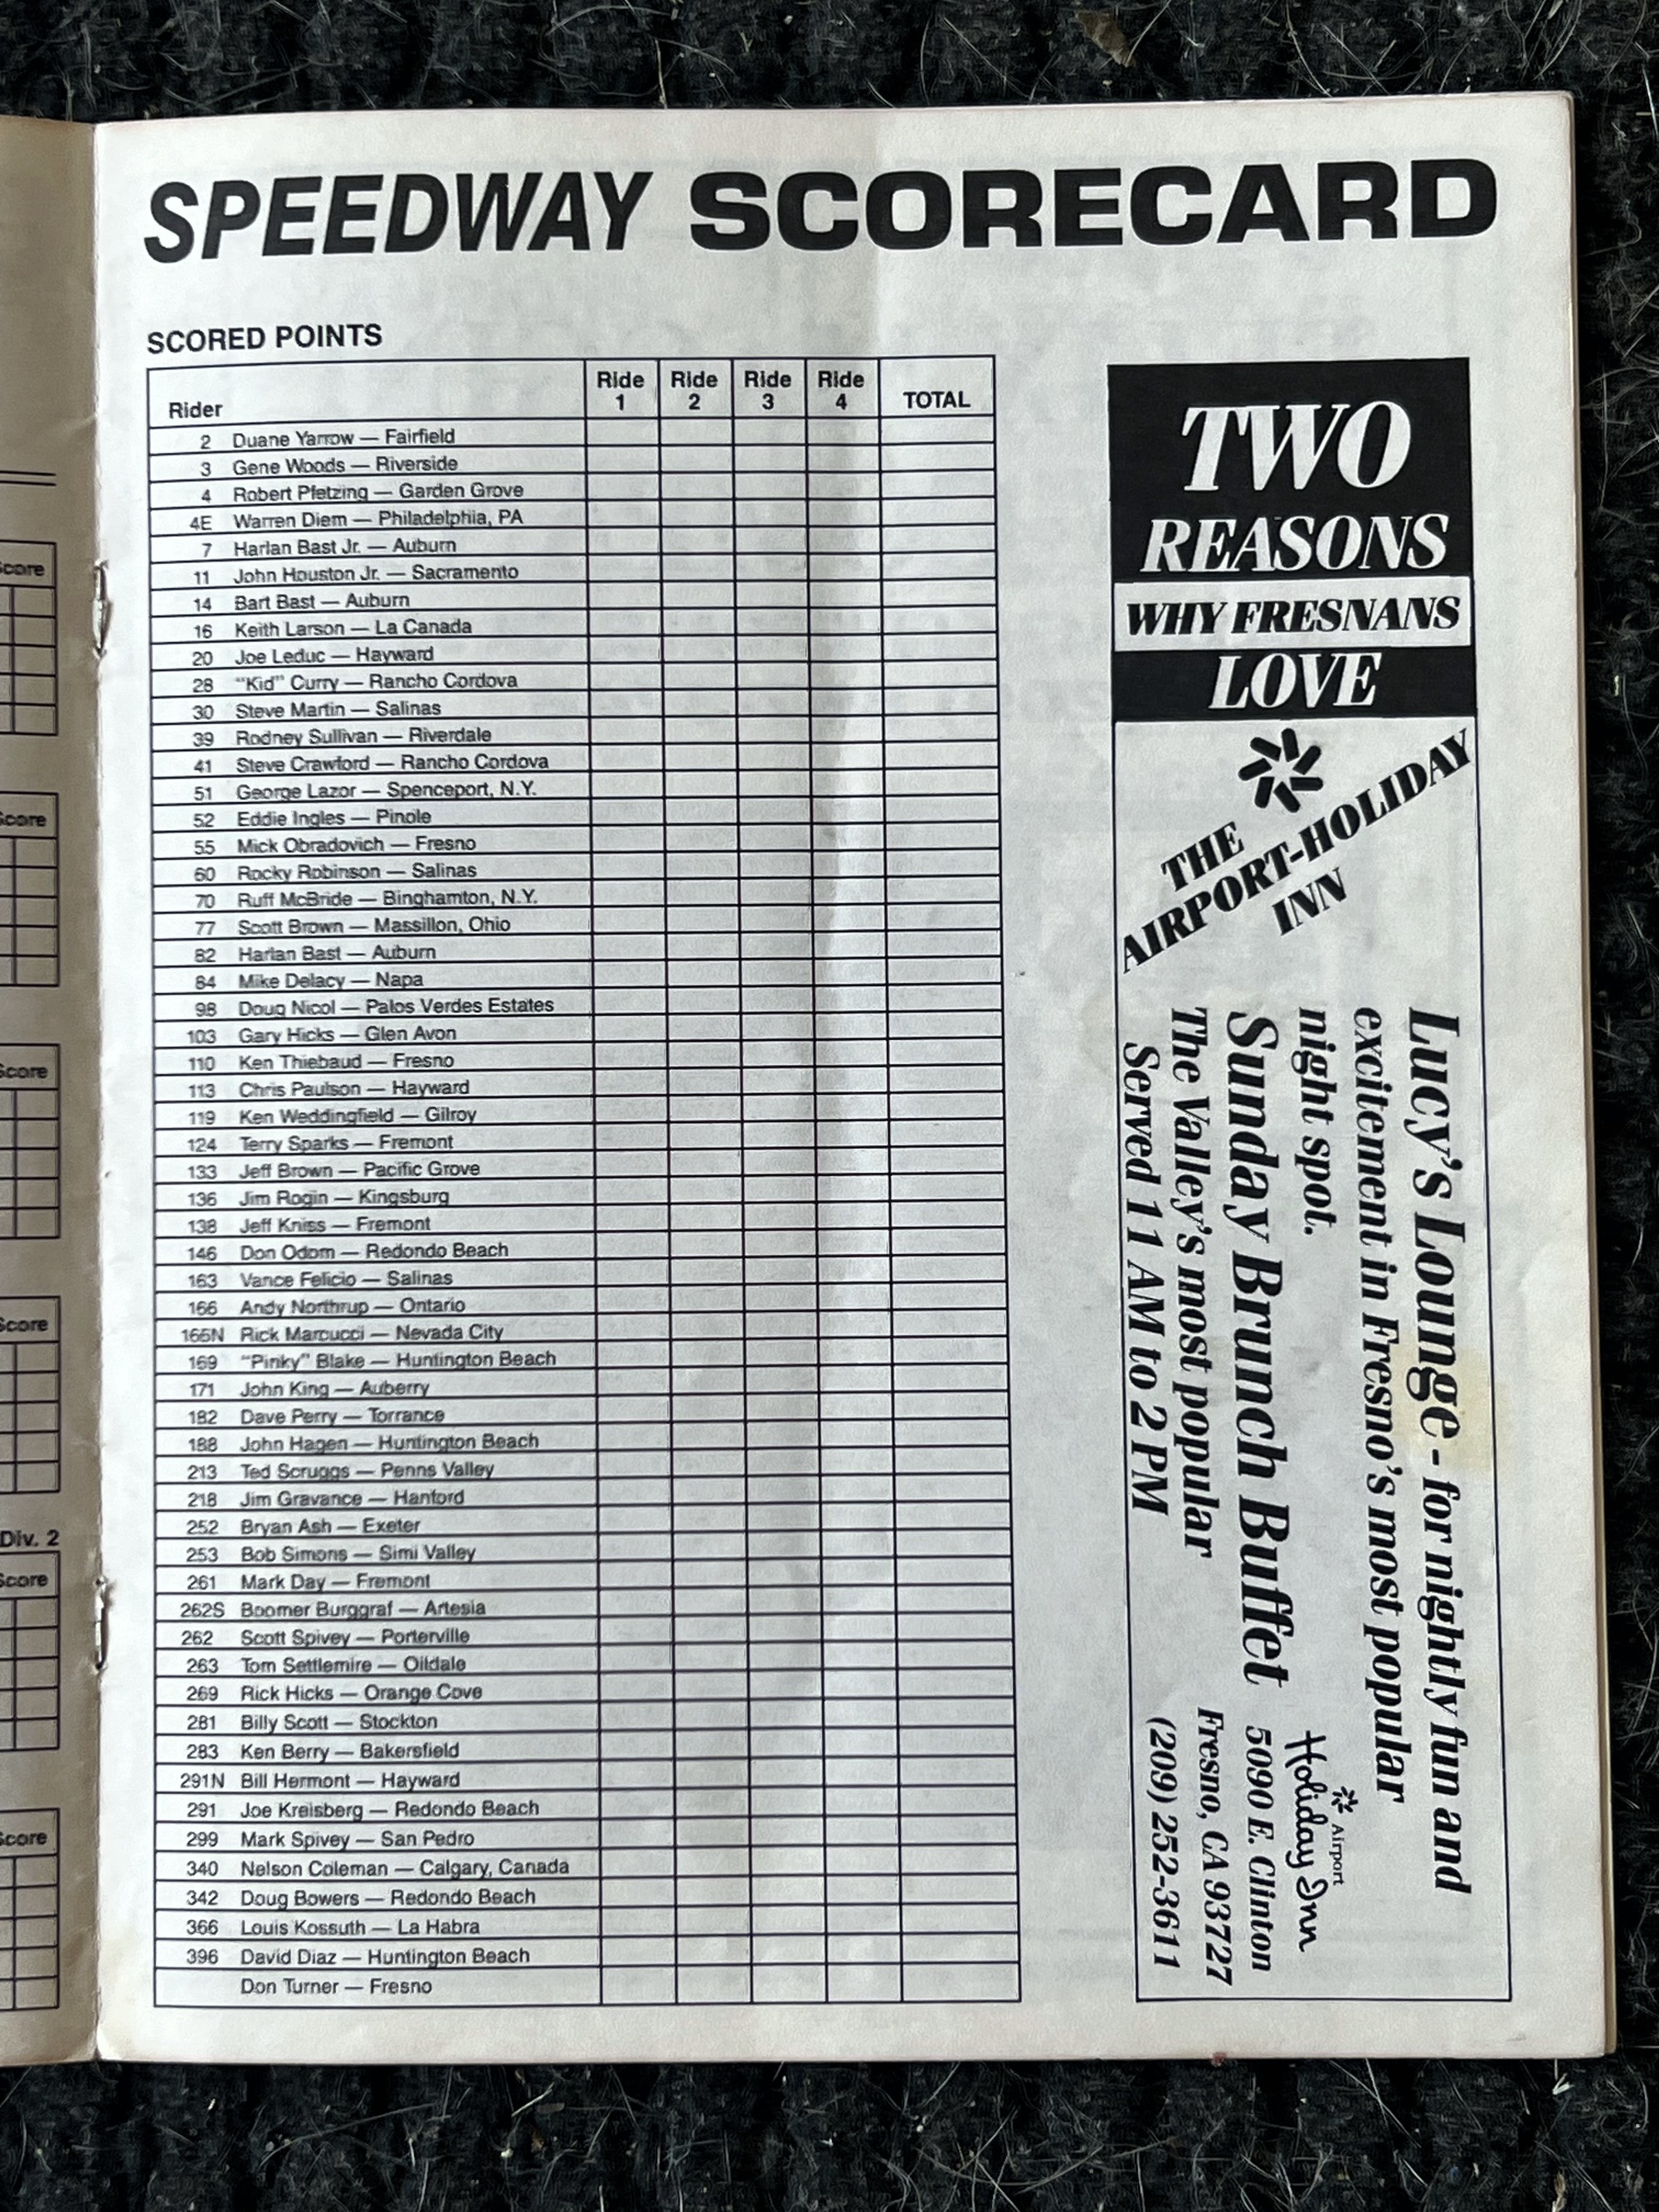 SPEEDWAY SCORECARD
SCORED POINTS
Rider Ride 1 Ride 2 Ride 3 Ride 4 TOTAL
2 Duane Yarrow — Fairfield
3 Gene Woods — Riverside
4 Robert Pfetzing — Garden Grove
4E Warren Diem — Philadelphia, PA
7 Harlan Bast Jr. — Auburn
11 John Houston Jr. — Sacramento
14 Bart Bast — Auburn
16 Keith Larson — La Canada
20 Joe Leduc — Hayward
28 "Kid" Curry — Rancho Cordova
30 Steve Martin — Salinas
39 Rodney Sullivan — Riverdale
41 Steve Crawford — Rancho Cordova
51 George Lazor — Spenceport, N.Y.
52 Eddie Ingles — Pinole
55 Mick Obradovich — Fresno
60 Rocky Robinson — Salinas
70 Ruff McBride — Binghamton, N.Y.
77 Scott Brown — Massillon, Ohio
82 Harlan Bast — Auburn
84 Mike Delacy — Napa
98 Doug Nicol — Palos Verdes Estates
103 Gary Hicks — Glen Avon
110 Ken Thiebaud — Fresno
113 Chris Paulson — Hayward
119 Ken Weddingfield — Gilroy
124 Terry Sparks — Fremont
133 Jeff Brown — Pacific Grove
136 Jim Rogin — Kingsburg
138 Jeff Kniss — Fremont
146 Don Odom — Redondo Beach
163 Vance Felicio — Salinas
166 Andy Northrup — Ontario
166N Rick Marcucci — Nevada City
169 "Pinky" Blake — Huntington Beach
171 John King — Auberry
182 Dave Perry — Torrance
188 John Hagen — Huntington Beach
213 Ted Scruggs — Penns Valley
218 Jim Gravance — Hanford
252 Bryan Ash — Exeter
253 Bob Simons — Simi Valley
261 Mark Day — Fremont
262S Boomer Burggraf — Artesia
262 Scott Spivey — Porterville
263 Tom Settlemire — Oildale
269 Rick Hicks — Orange Cove
281 Billy Scott — Stockton
283 Ken Berry — Bakersfield
291N Bill Hermont — Hayward
291 Joe Kreisberg — Redondo Beach
299 Mark Spivey — San Pedro
340 Nelson Coleman — Calgary, Canada
342 Doug Bowers — Redondo Beach
366 Louis Kossuth — La Habra
396 David Diaz — Huntington Beach
Don Turner — Fresno
TWO
REASONS
WHY FRESNANS
LOVE
THE
AIRPORT-HOLIDAY
INN
Lucy's Lounge - for nightly fun and
excitement in Fresno's most popular
night spot.
Sunday Brunch Buffet
The Valley's most popular
Served 11 AM to 2 PM
Airport
Holiday Inn
5090 E. Clinton
Fresno, CA 93727
(209) 252-3611
Score
Score
Score
Score
Div. 2
Score
Score